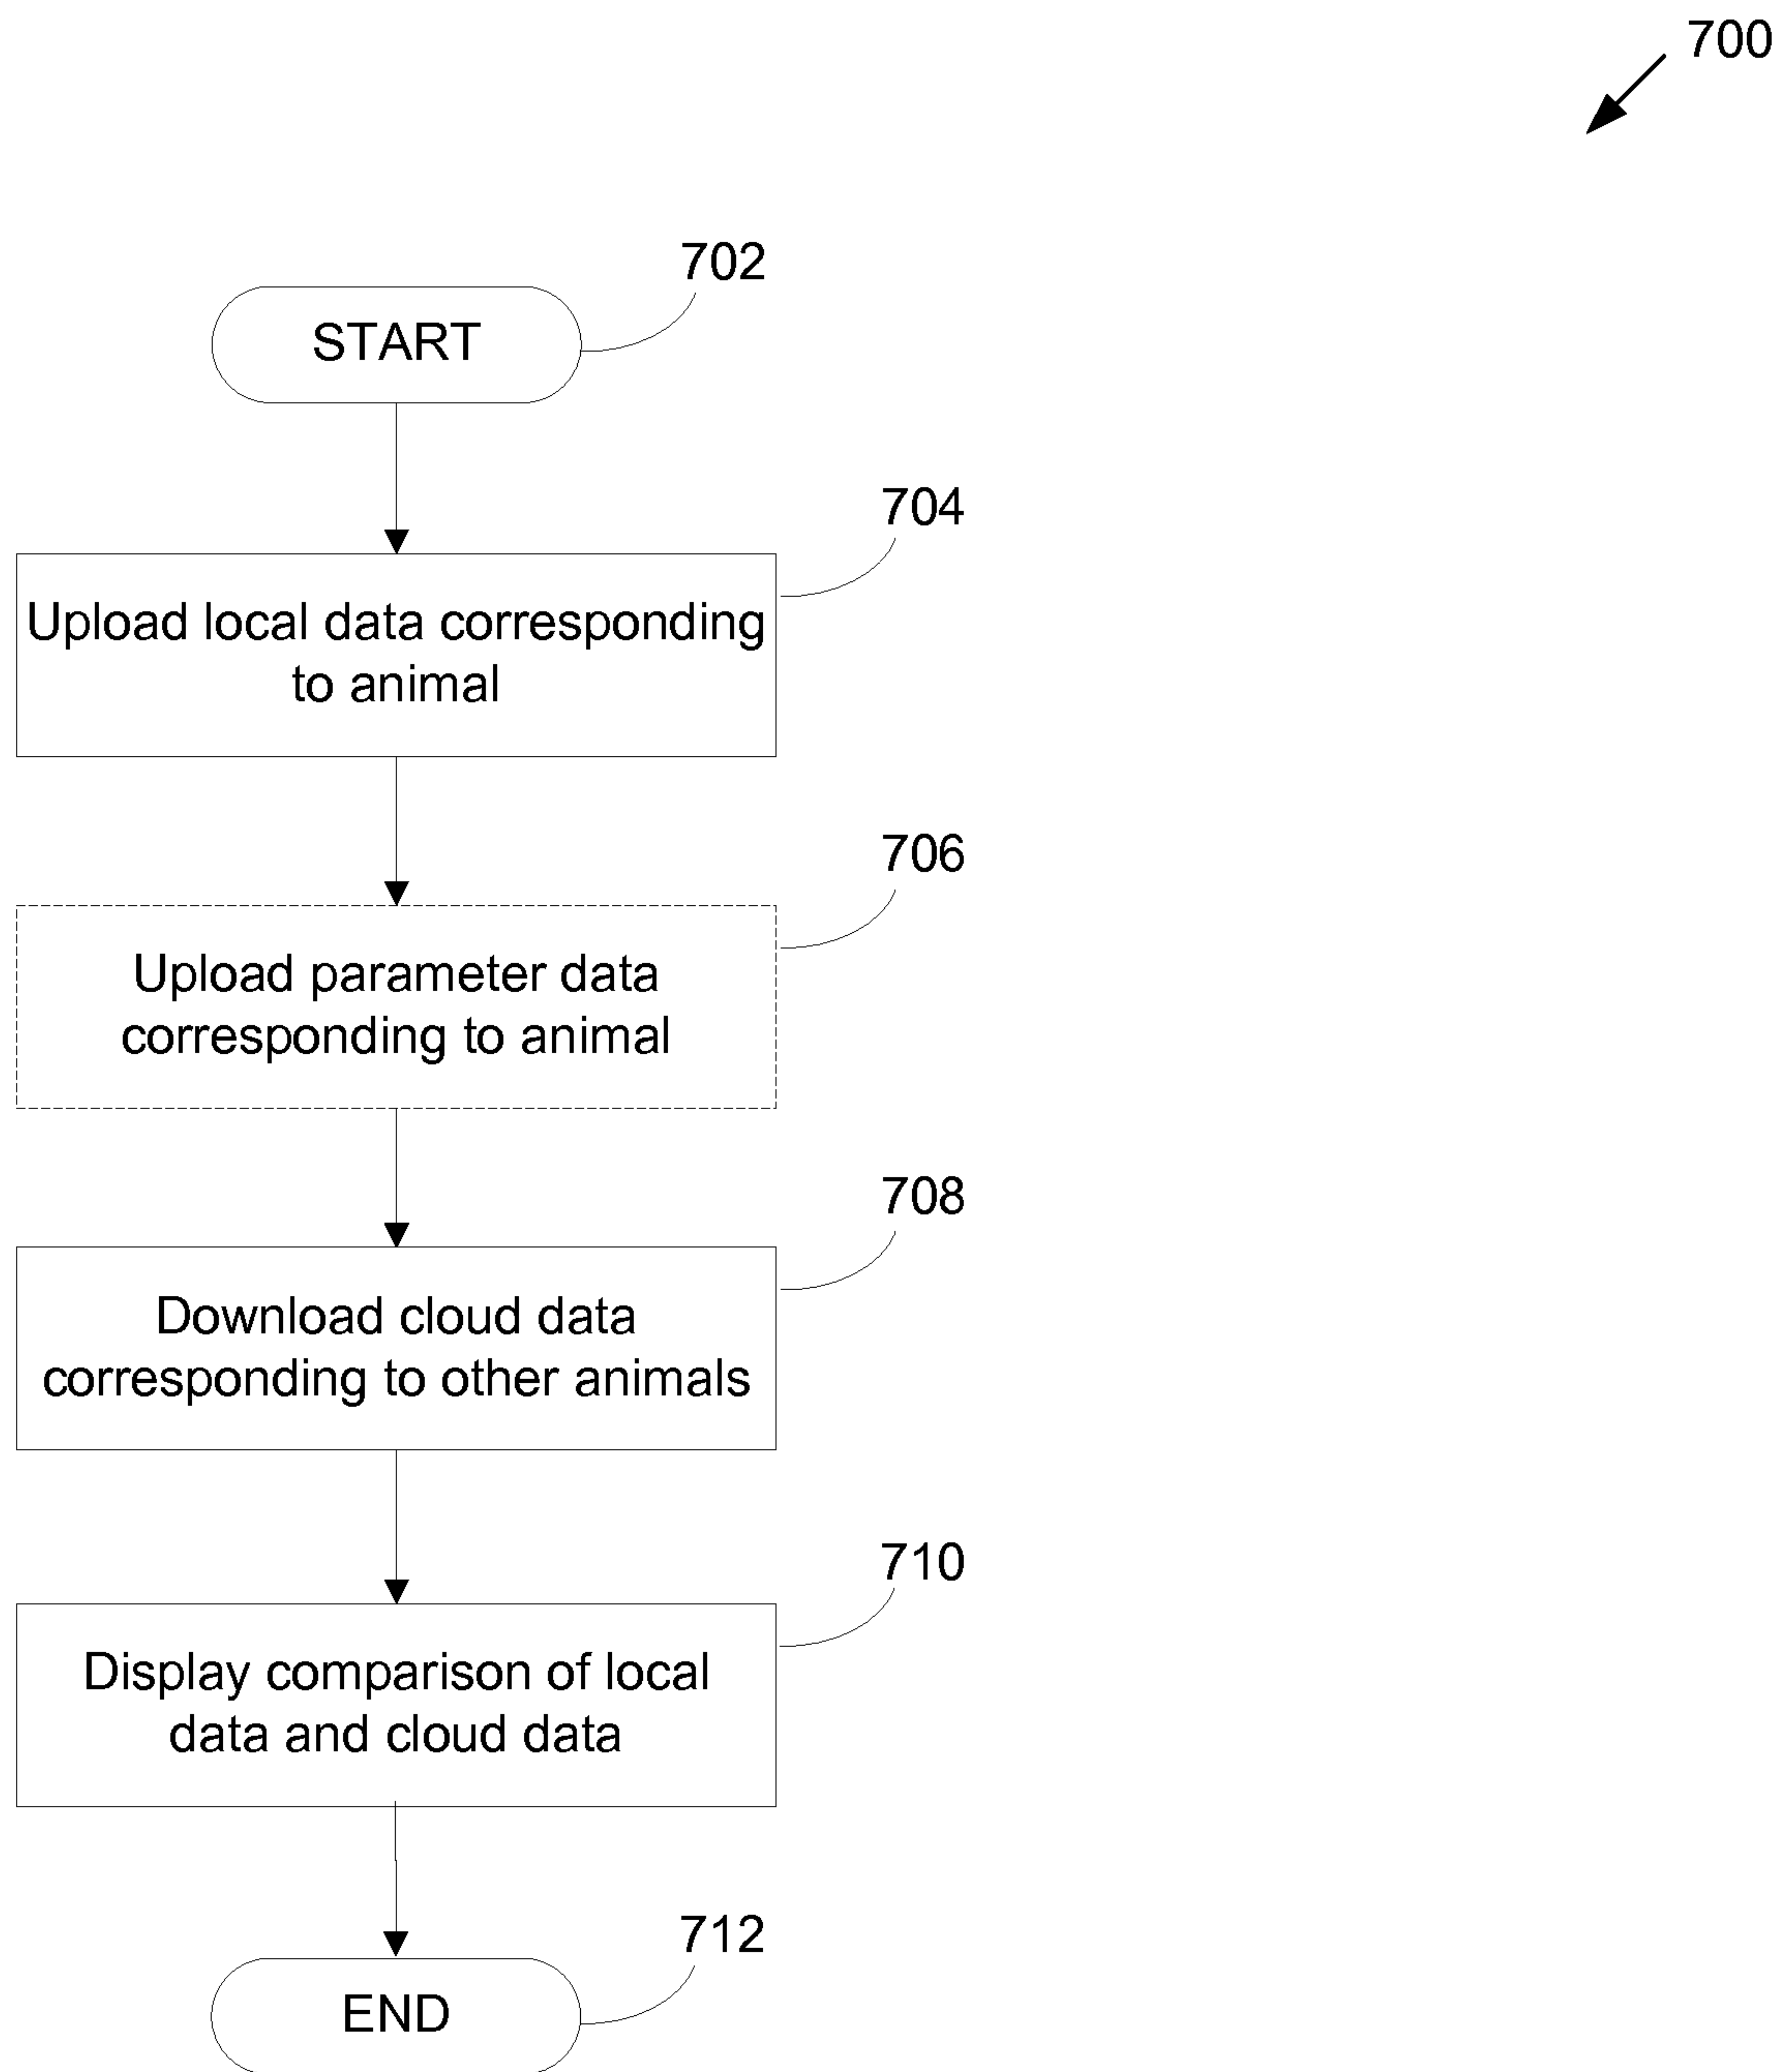 700
702
START
704
Upload local data corresponding
to animal
706
Upload parameter data
corresponding to animal
708
Download cloud data
corresponding to other animals
710
Display comparison of local
data and cloud data
712
END